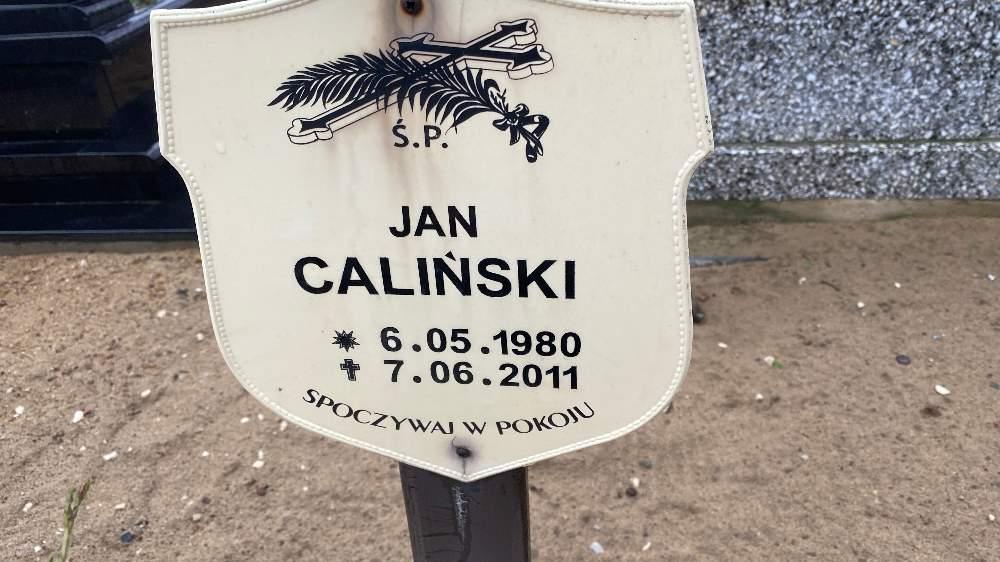 Ś.P.
JAN
CALIŃSKI
6.05.1980
7.06.2011
SPOCZYWAJ W POKOJU